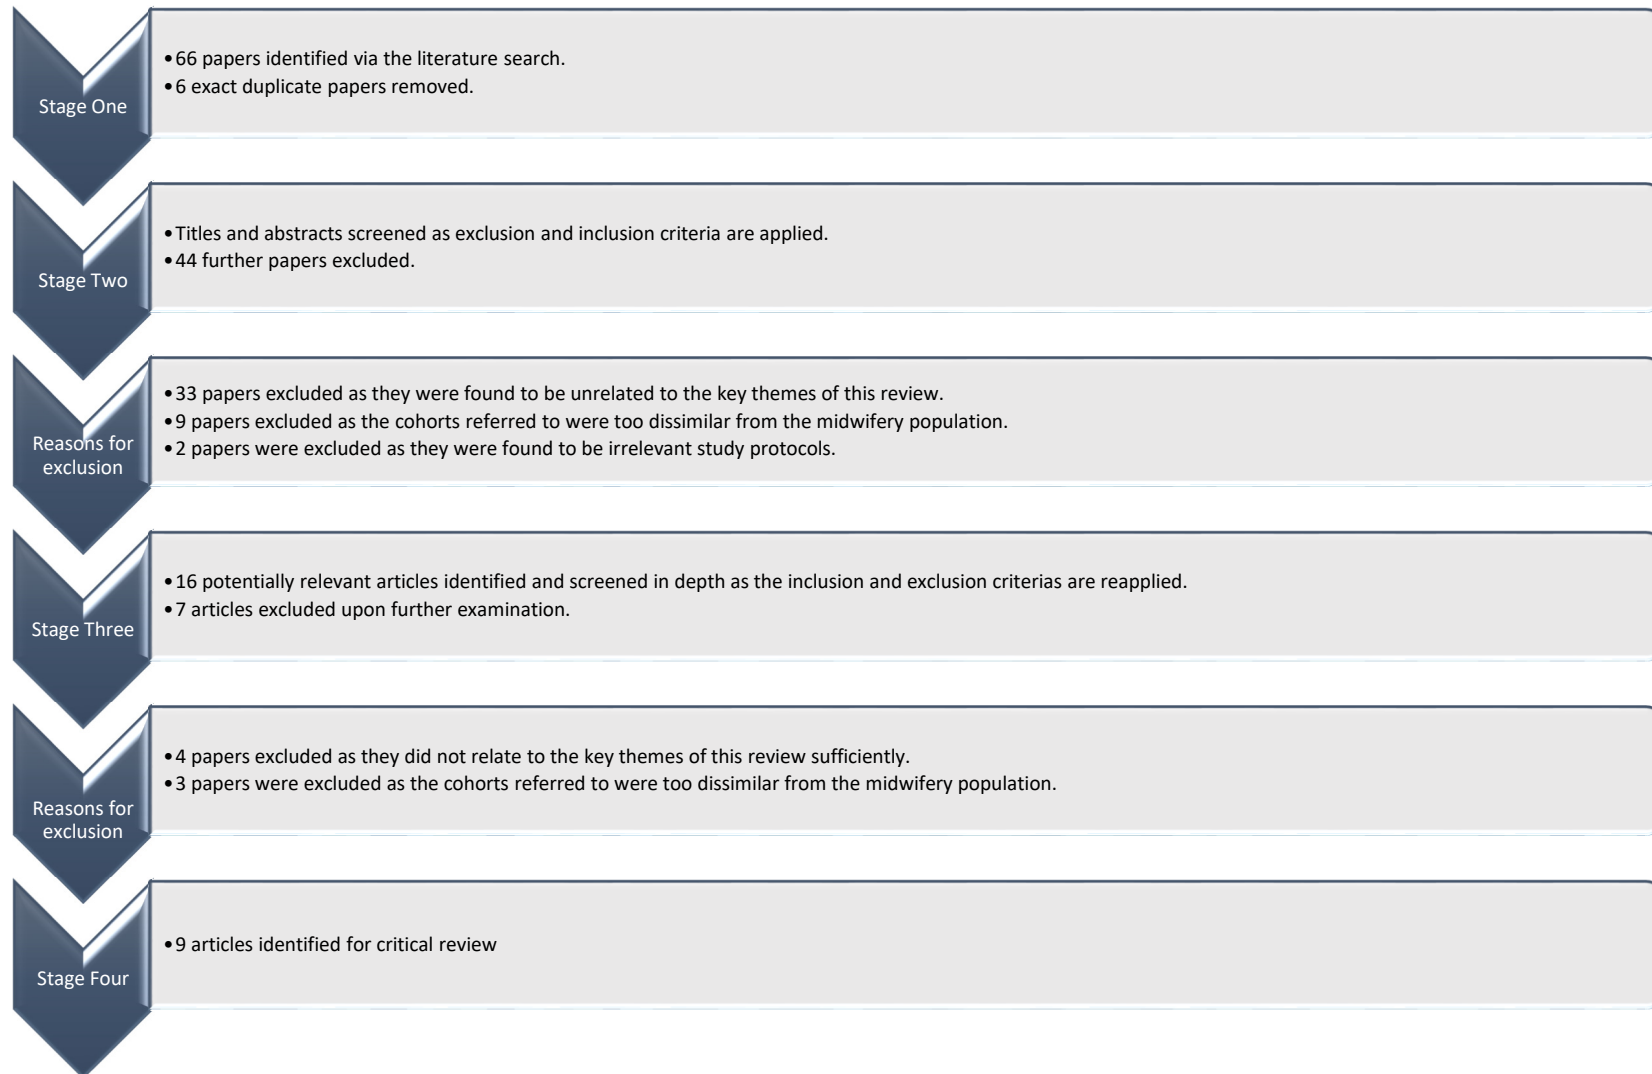 Stage One
•66 papers identified via the literature search.
•6 exact duplicate papers removed.
Stage Two
•Titles and abstracts screened as exclusion and inclusion criteria are applied.
•44 further papers excluded.
Reasons for
exclusion
•33 papers excluded as they were found to be unrelated to the key themes of this review.
•9 papers excluded as the cohorts referred to were too dissimilar from the midwifery population.
•2 papers were excluded as they were found to be irrelevant study protocols.
Stage Three
•16 potentially relevant articles identified and screened in depth as the inclusion and exclusion criterias are reapplied.
•7 articles excluded upon further examination.
Reasons for
exclusion
•4 papers excluded as they did not relate to the key themes of this review sufficiently.
•3 papers were excluded as the cohorts referred to were too dissimilar from the midwifery population.
Stage Four
•9 articles identified for critical review